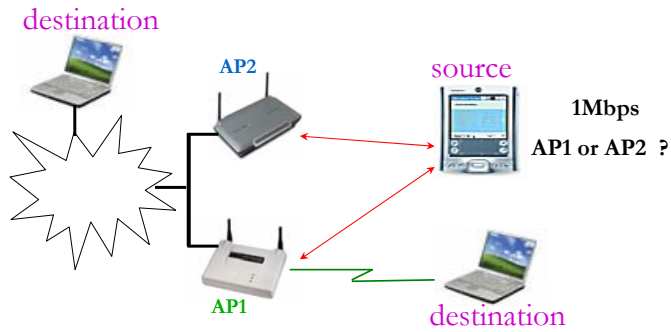 destination
AP2
source
1Mbps
AP1 or AP2 ?
AP1
destination